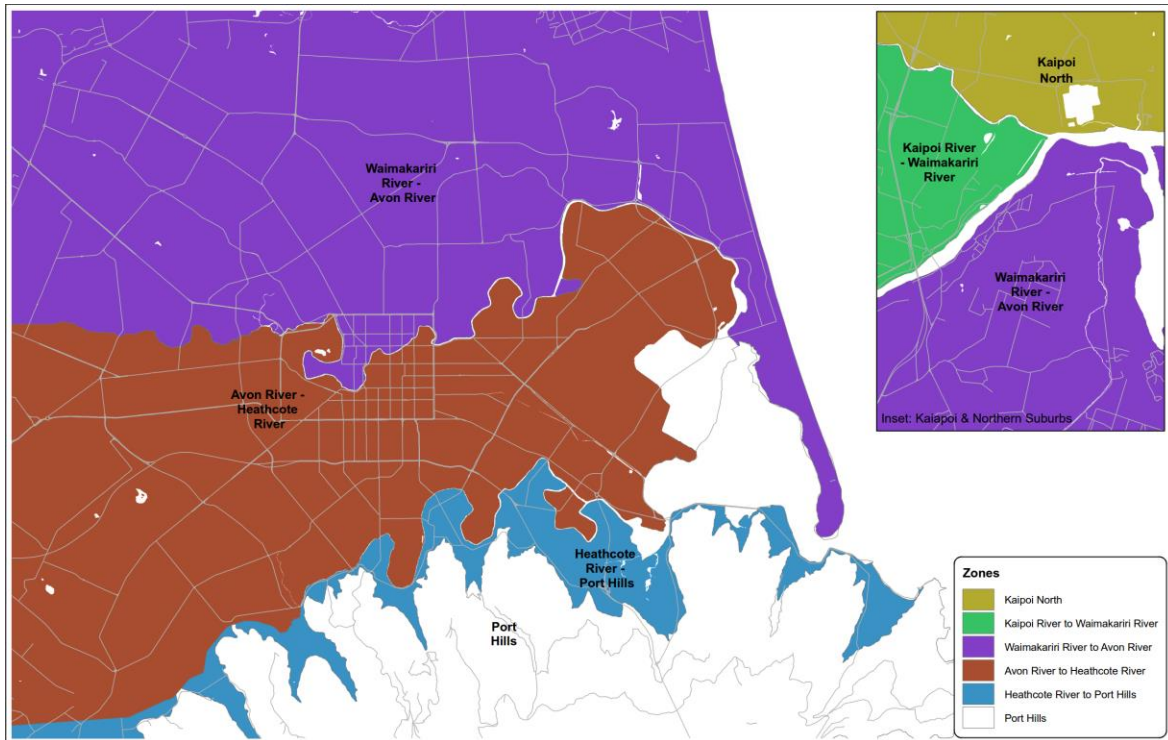 Waimakariri
River -
Avon River
Avon River -
Heathcote
River
Heathcote
River -
Port Hills
Port
Hills
Kaipoi
North
Kaipoi River
- Waimakariri
River
Waimakariri
River -
Avon River
Inset: Kaiapoi & Northern Suburbs
Zones
Kaipoi North
Kaipoi River to Waimakariri River
Waimakariri River to Avon River
Avon River to Heathcote River
Heathcote River to Port Hills
Port Hills